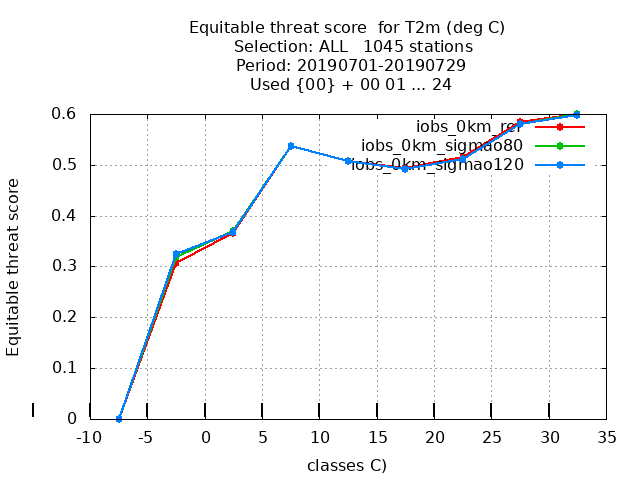 Equitable threat score for T2m (deg C)
Selection: ALL 1045 stations
Period: 20190701-20190729
Used {00} + 00 01 ... 24
0.6
0.5
0.4
0.3
0.2
0.1
0
Equitable threat score
iobs_0km_ref
iobs_0km_sigmao80
iobs_0km_sigmao120
-10 -5 0 5 10 15 20 25 30 35
classes C)